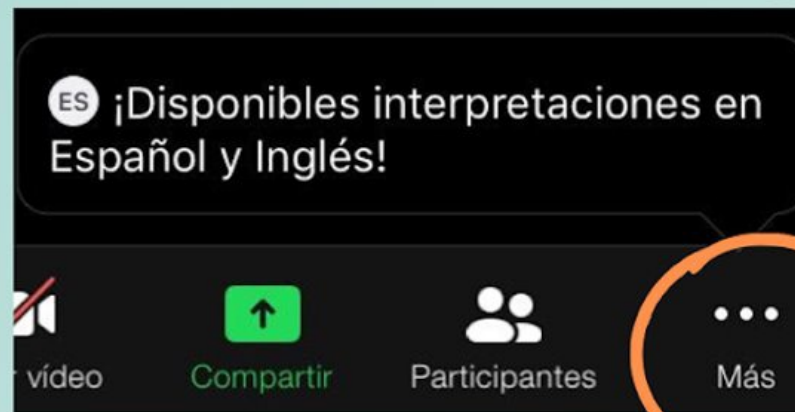 ES ¡Disponibles interpretaciones en
Español y Inglés!
vídeo Compartir Participantes Más